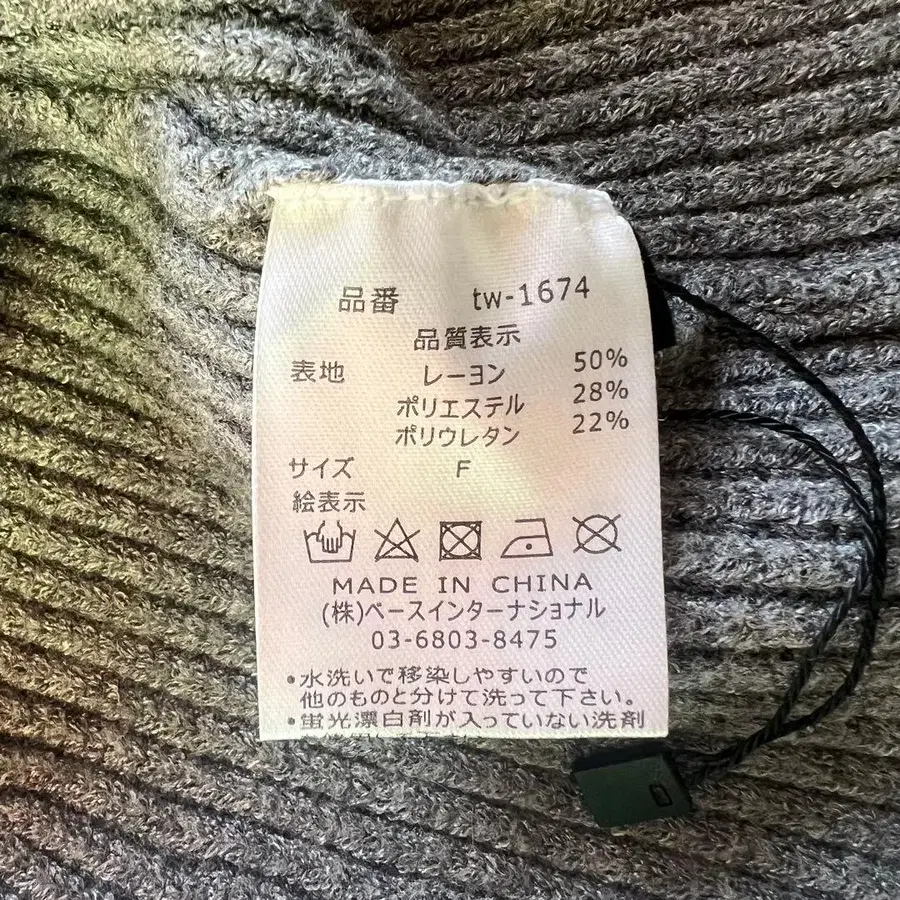 品番 tw-1674
品質表示
表地 レーヨン 50%
ポリエステル 28%
ポリウレタン 22%
サイズ F
絵表示
MADE IN CHINA
(株)ベースインターナショナル
03-6803-8475
•水洗いで移染しやすいので
他のものと分けて洗って下さい。
•蛍光漂白剤が入っていない洗剤